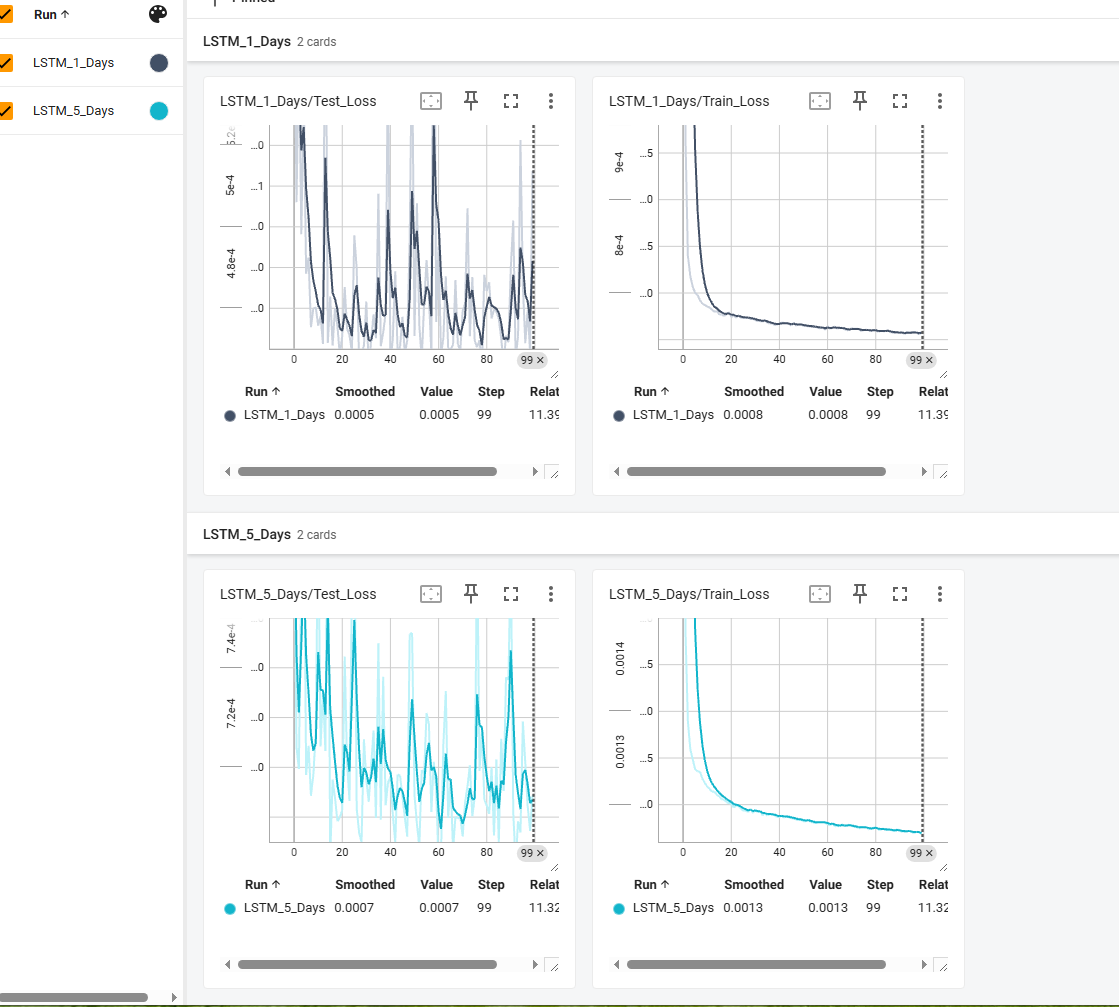 Run ↑
LSTM_1_Days
LSTM_5_Days
LSTM_1_Days 2 cards
LSTM_1_Days/Test_Loss
5e-4
4.8e-4
...0
...1
...0
...0
...0
0 20 40 60 80 99 ×
Run ↑ Smoothed Value Step Relat
LSTM_1_Days 0.0005 0.0005 99 11.39
LSTM_1_Days/Train_Loss
9e-4
8e-4
...5
...0
...5
...0
0 20 40 60 80 99 ×
Run ↑ Smoothed Value Step Relat
LSTM_1_Days 0.0008 0.0008 99 11.39
LSTM_5_Days 2 cards
LSTM_5_Days/Test_Loss
7.4e-4
7.2e-4
...0
...0
...0
0 20 40 60 80 99 ×
Run ↑ Smoothed Value Step Relat
LSTM_5_Days 0.0007 0.0007 99 11.32
LSTM_5_Days/Train_Loss
0.0014
0.0013
...5
...0
...5
...0
0 20 40 60 80 99 ×
Run ↑ Smoothed Value Step Relat
LSTM_5_Days 0.0013 0.0013 99 11.32